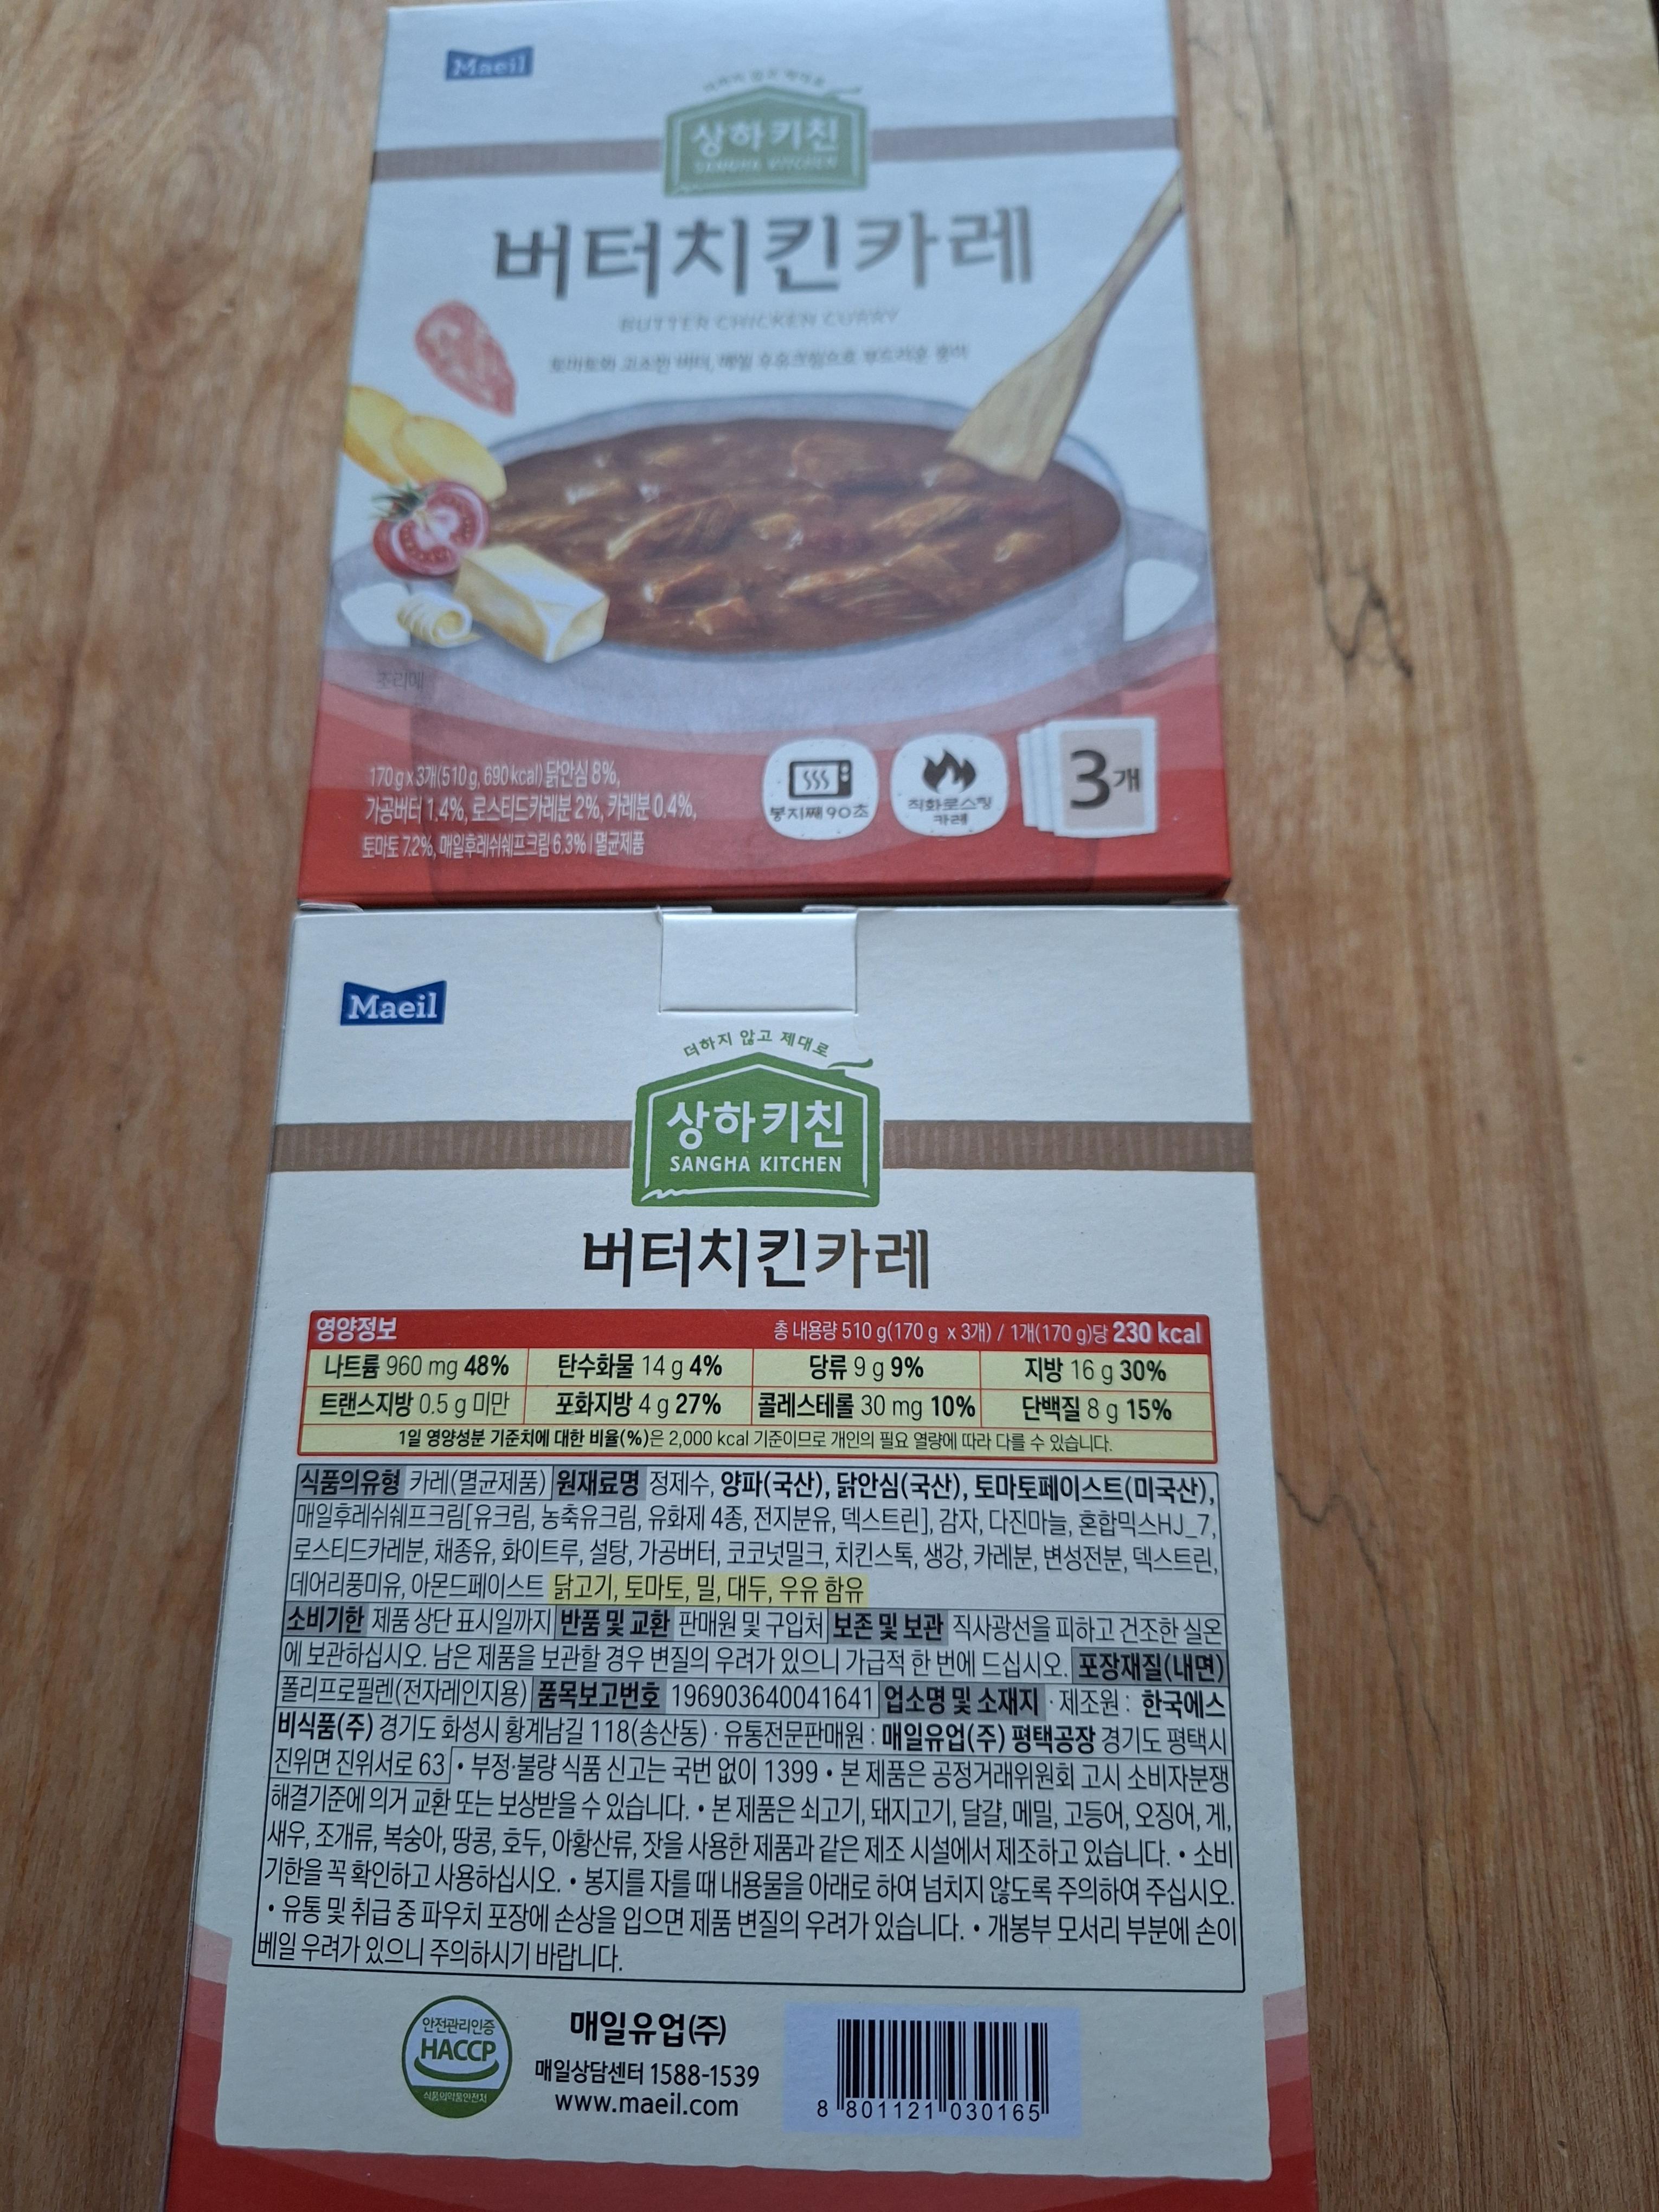 Maeil
상하키친
SANGHA KITCHEN
버터치킨카레
BUTTER CHICKEN CURRY
토마토와 고소한 버터, 매일 우유크림으로 부드러운 풍미
조리예
170 g x 3개(510 g, 690 kcal) 닭안심 8%,
가공버터 1.4%, 로스티드카레분 2%, 카레분 0.4%,
토마토 7.2%, 매일후레쉬쉐프크림 6.3% | 멸균제품
봉지째 90초
직화로스팅
카레
3개
Maeil
더하지 않고 제대로
상하키친
SANGHA KITCHEN
버터치킨카레
영양정보 총 내용량 510 g(170 g x 3개) / 1개(170 g)당 230 kcal
나트륨 960 mg 48% 탄수화물 14 g 4% 당류 9 g 9% 지방 16 g 30%
트랜스지방 0.5 g 미만 포화지방 4 g 27% 콜레스테롤 30 mg 10% 단백질 8 g 15%
1일 영양성분 기준치에 대한 비율(%)은 2,000 kcal 기준이므로 개인의 필요 열량에 따라 다를 수 있습니다.
식품의유형 카레(멸균제품) 원재료명 정제수, 양파(국산), 닭안심(국산), 토마토페이스트(미국산),
매일후레쉬쉐프크림[유크림, 농축유크림, 유화제 4종, 전지분유, 덱스트린], 감자, 다진마늘, 혼합믹스HJ_7,
로스티드카레분, 채종유, 화이트루, 설탕, 가공버터, 코코넛밀크, 치킨스톡, 생강, 카레분, 변성전분, 덱스트린,
데어리풍미유, 아몬드페이스트 닭고기, 토마토, 밀, 대두, 우유 함유
소비기한 제품 상단 표시일까지 반품 및 교환 판매원 및 구입처 보존 및 보관 직사광선을 피하고 건조한 실온
에 보관하십시오. 남은 제품을 보관할 경우 변질의 우려가 있으니 가급적 한 번에 드십시오. 포장재질(내면)
폴리프로필렌(전자레인지용) 품목보고번호 1969036400416​41 업소명 및 소재지 · 제조원 : 한국에스
비식품(주) 경기도 화성시 황계남길 118(송산동) · 유통전문판매원 : 매일유업(주) 평택공장 경기도 평택시
진위면 진위서로 63 • 부정·불량 식품 신고는 국번 없이 1399 • 본 제품은 공정거래위원회 고시 소비자분쟁
해결기준에 의거 교환 또는 보상받을 수 있습니다. • 본 제품은 쇠고기, 돼지고기, 달걀, 메밀, 고등어, 오징어, 게,
새우, 조개류, 복숭아, 땅콩, 호두, 아황산류, 잣을 사용한 제품과 같은 제조 시설에서 제조하고 있습니다. • 소비
기한을 꼭 확인하고 사용하십시오. • 봉지를 자를 때 내용물을 아래로 하여 넘치지 않도록 주의하여 주십시오.
• 유통 및 취급 중 파우치 포장에 손상을 입으면 제품 변질의 우려가 있습니다. • 개봉부 모서리 부분에 손이
베일 우려가 있으니 주의하시기 바랍니다.
안전관리인증
HACCP
식품의약품안전처
매일유업(주)
매일상담센터 1588-1539
www.maeil.com
8 801121 030165